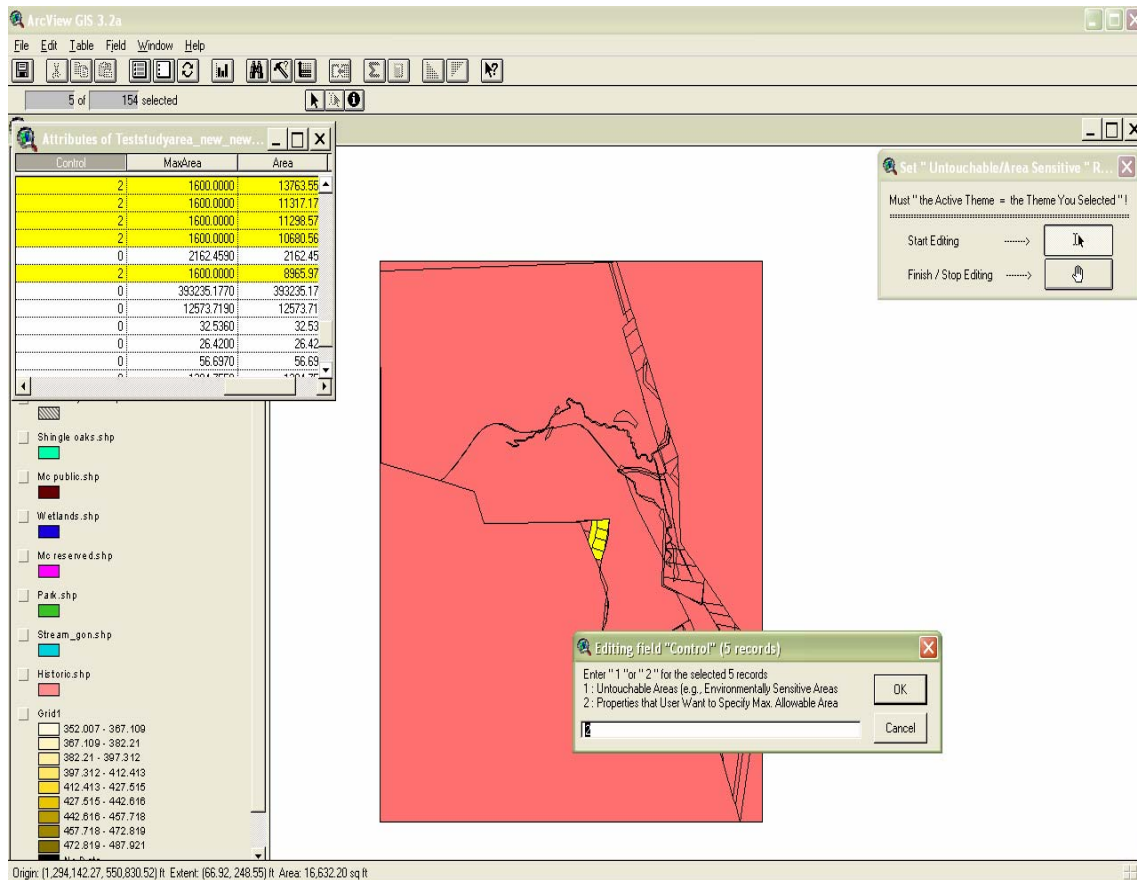 ArcView GIS 3.2a
File Edit Table Field Window Help
5 of 154 selected
Attributes of Teststudyarea_new_new...
Control MaxArea Area
2 1600.0000 13763.55
2 1600.0000 11317.17
2 1600.0000 11298.57
2 1600.0000 10680.56
0 2162.4590 2162.45
2 1600.0000 8965.97
0 393235.1770 393235.17
0 12573.7190 12573.71
0 32.5360 32.53
0 26.4200 26.42
0 56.6970 56.69
Set " Untouchable/Area Sensitive " R...
Must " the Active Theme = the Theme You Selected " !
Start Editing ------->
Finish / Stop Editing ------->
Shingle oaks.shp
Mc public.shp
Wetlands.shp
Mc reserved.shp
Park.shp
Stream_gon.shp
Historic.shp
Grid1
352.007 - 367.109
367.109 - 382.21
382.21 - 397.312
397.312 - 412.413
412.413 - 427.515
427.515 - 442.616
442.616 - 457.718
457.718 - 472.819
472.819 - 487.921
Editing field "Control" (5 records)
Enter " 1 "or " 2 " for the selected 5 records
1 : Untouchable Areas (e.g., Environmentally Sensitive Areas
2 : Properties that User Want to Specify Max. Allowable Area
2
OK
Cancel
Origin: (1,294,142.27, 550,830.52) ft Extent: (66.92, 248.55) ft Area: 16,632.20 sq ft